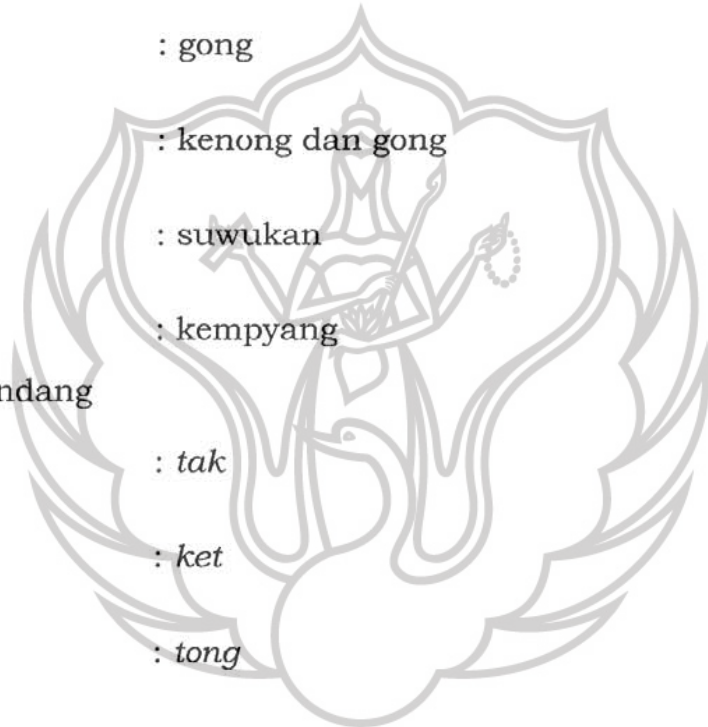 : gong
: kenong dan gong
: suwukan
: kempyang
ndang
: tak
: ket
: tong